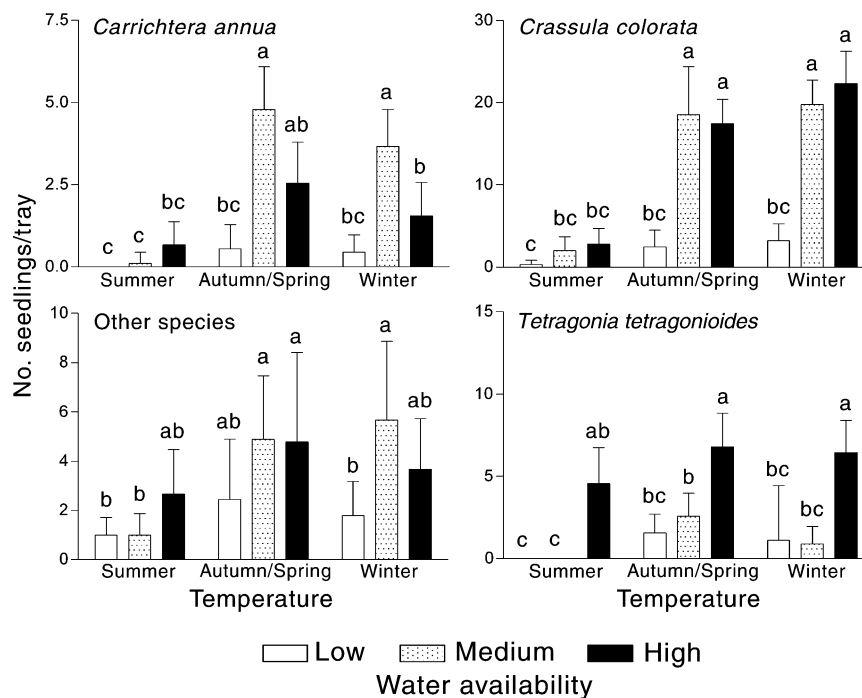 No. seedlings/tray
Carrichtera annua
7.5
5.0
2.5
0.0
c c bc bc a ab bc a b
Summer Autumn/Spring Winter
Crassula colorata
30
20
10
0
c bc bc bc a a bc a a
Summer Autumn/Spring Winter
Other species
10
8
6
4
2
0
b b ab ab a a b a ab
Summer Autumn/Spring Winter
Temperature
Tetragonia tetragonioides
15
10
5
0
c c ab bc b a bc bc a
Summer Autumn/Spring Winter
Temperature
Low Medium High
Water availability